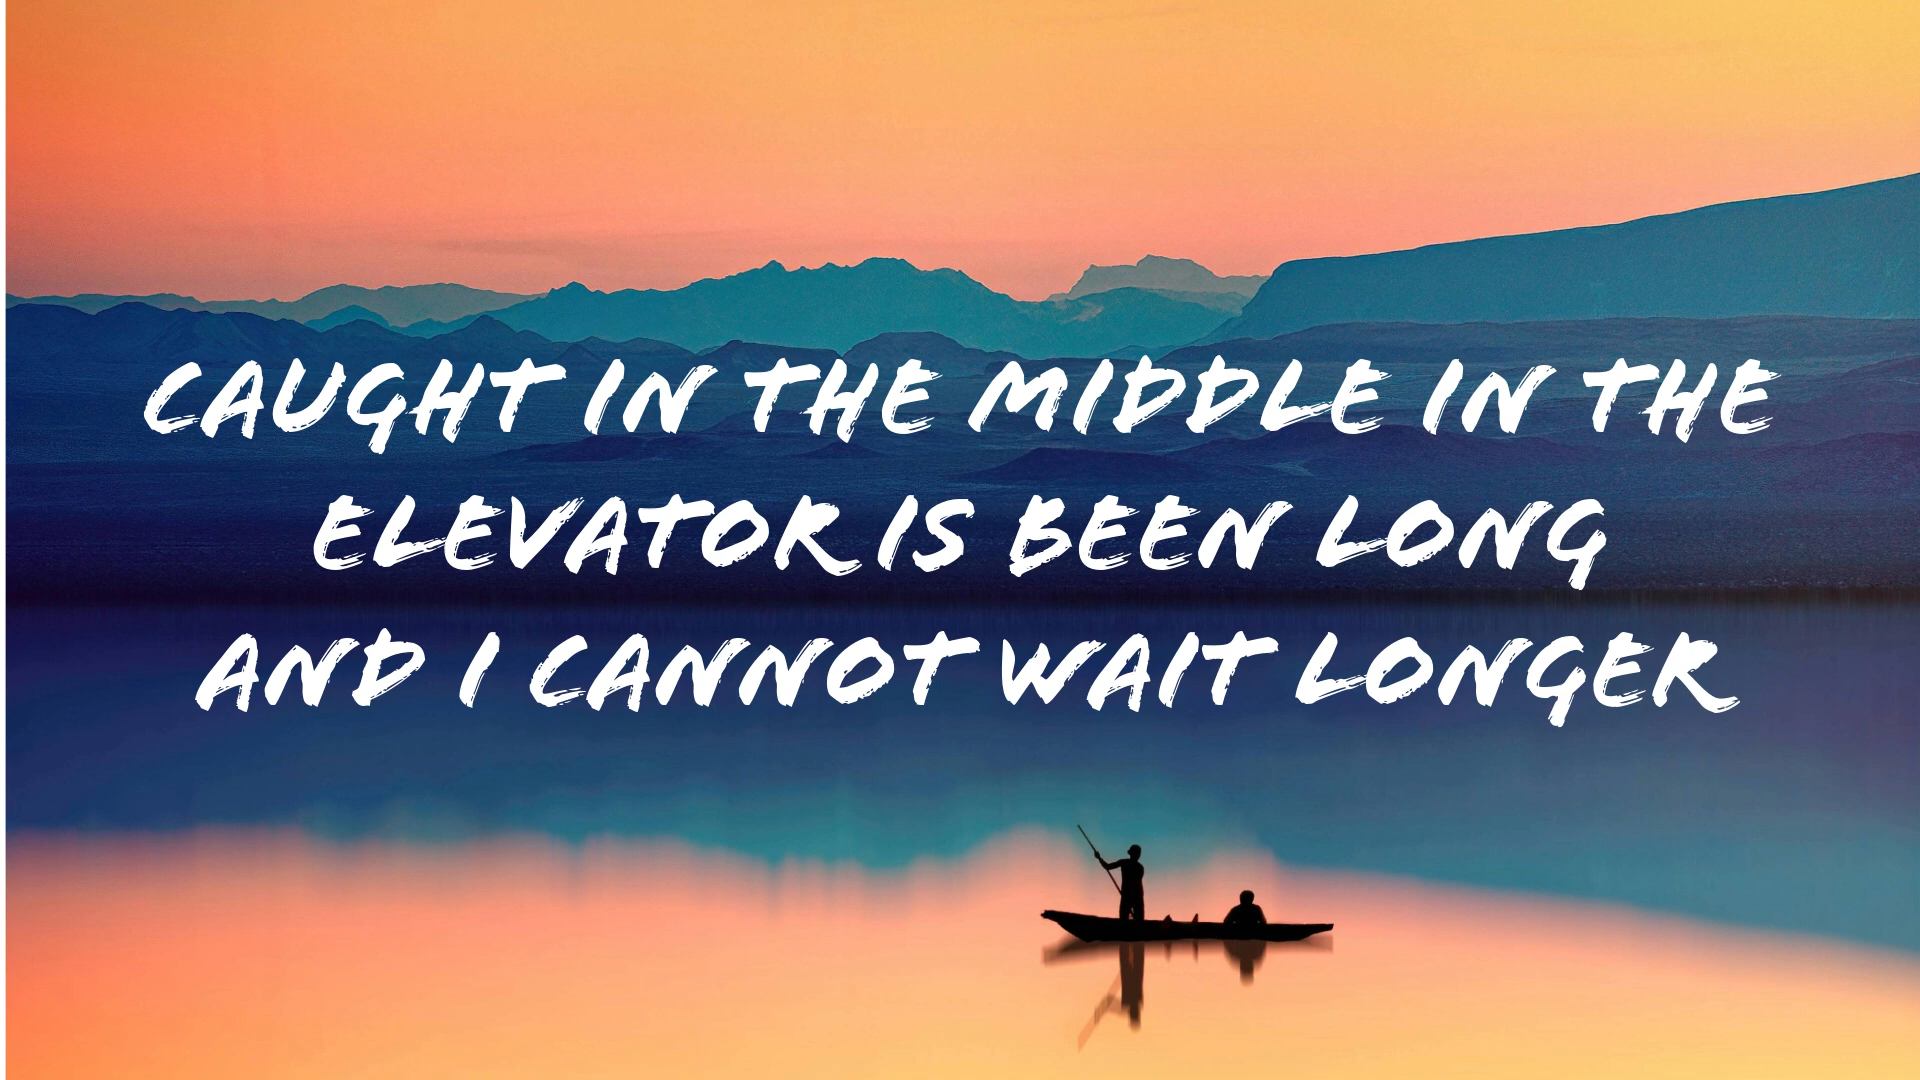 CAUGHT IN THE MIDDLE IN THE
ELEVATOR IS BEEN LONG
AND I CANNOT WAIT LONGER